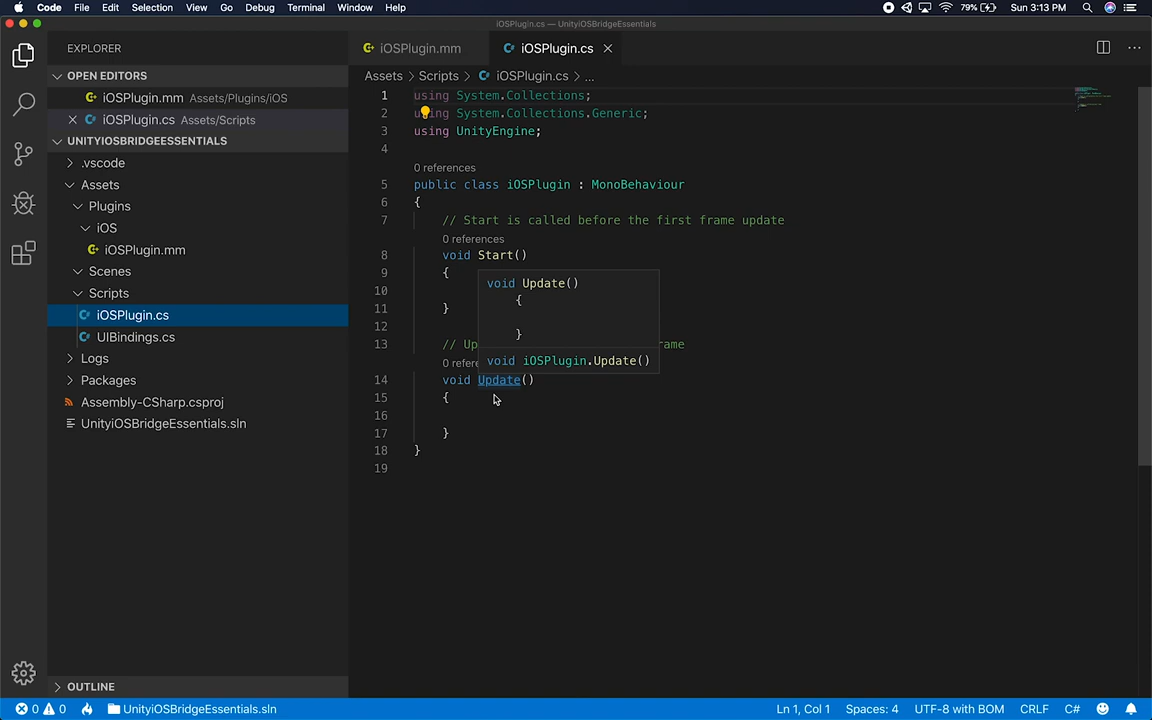 Code File Edit Selection View Go Debug Terminal Window Help 79% Sun 3:13 PM
iOSPlugin.cs — UnityiOSBridgeEssentials
EXPLORER
OPEN EDITORS
iOSPlugin.mm Assets/Plugins/iOS
iOSPlugin.cs Assets/Scripts
UNITYIOSBRIDGEESSENTIALS
.vscode
Assets
Plugins
iOS
iOSPlugin.mm
Scenes
Scripts
iOSPlugin.cs
UIBindings.cs
Logs
Packages
Assembly-CSharp.csproj
UnityiOSBridgeEssentials.sln
OUTLINE
iOSPlugin.mm iOSPlugin.cs
Assets > Scripts > iOSPlugin.cs > ...
1 using System.Collections;
2 using System.Collections.Generic;
3 using UnityEngine;
4
0 references
5 public class iOSPlugin : MonoBehaviour
6 {
7 // Start is called before the first frame update
0 references
8 void Start()
9 {
10
11 }
12
13 // Up
0 refere
14 void Update()
15 {
16
17 }
18 }
19
void Update()
{
}
void iOSPlugin.Update()
rame
0 0 UnityiOSBridgeEssentials.sln Ln 1, Col 1 Spaces: 4 UTF-8 with BOM CRLF C#